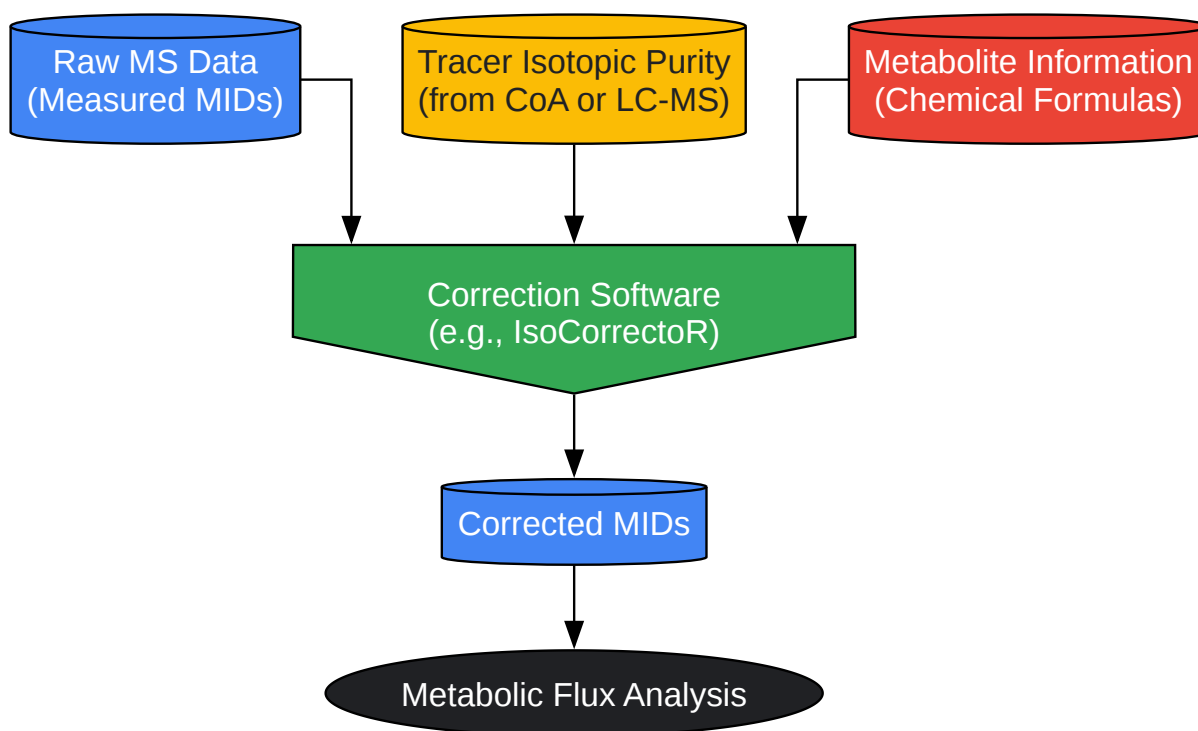 Raw MS Data
(Measured MIDs)
Tracer Isotopic Purity
(from CoA or LC-MS)
Metabolite Information
(Chemical Formulas)
Correction Software
(e.g., IsoCorrectoR)
Corrected MIDs
Metabolic Flux Analysis